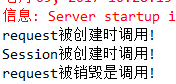 信息: Server startup i
request被创建时调用!
Session被创建时调用!
request被销毁是调用!